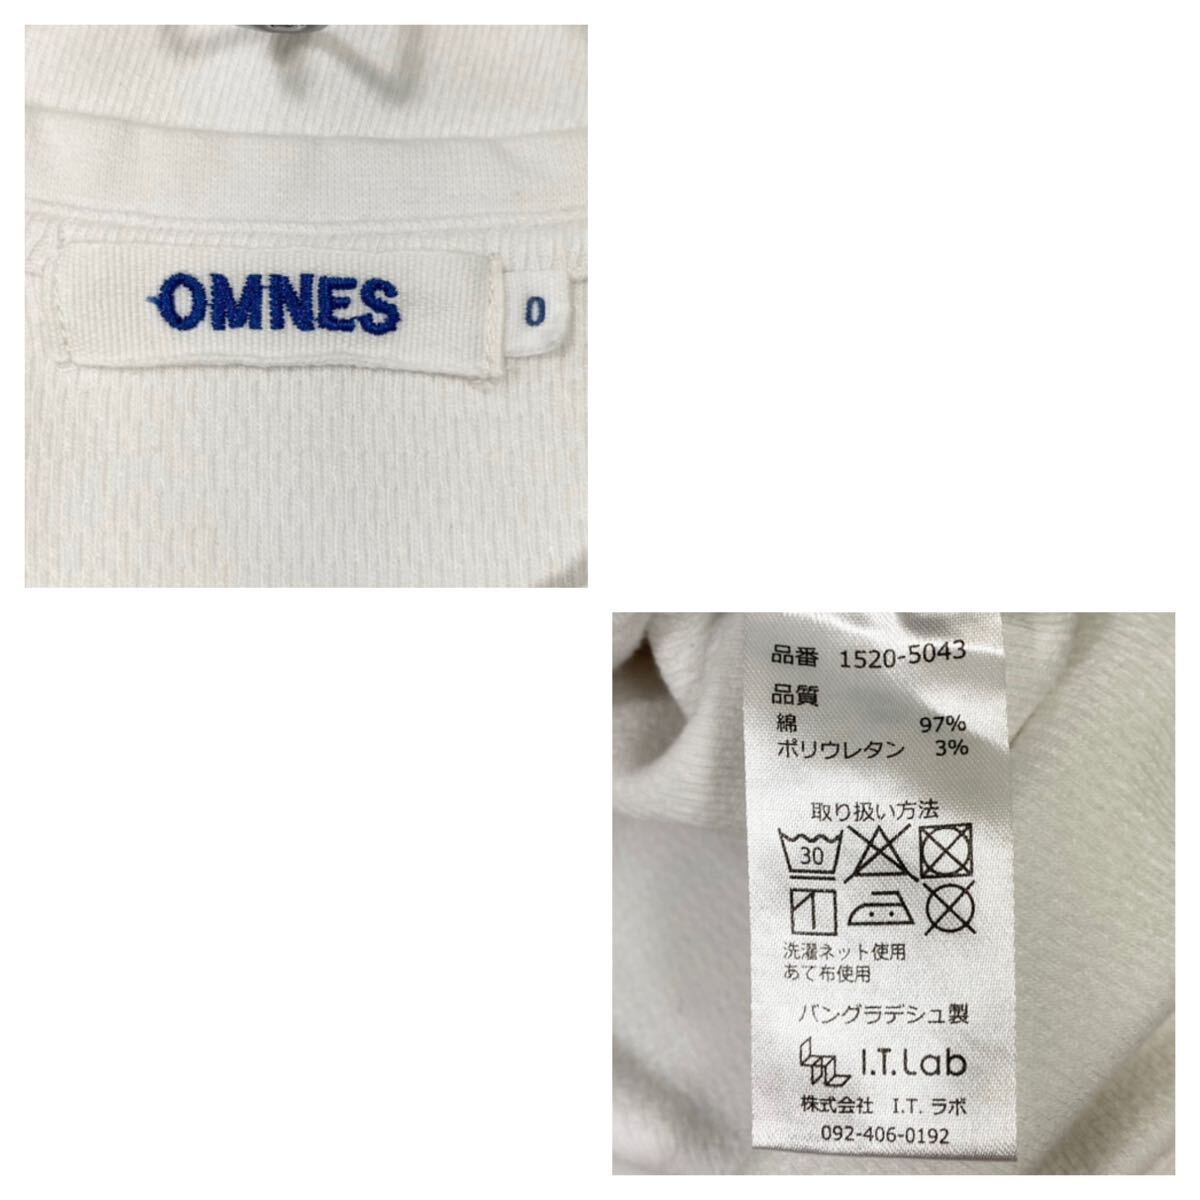 OMNES
0
品番 1520-5043
品質
綿 97%
ポリウレタン 3%
取り扱い方法
30
洗濯ネット使用
あて布使用
バングラデシュ製
I.T.Lab
株式会社 I.T.ラボ
092-406-0192